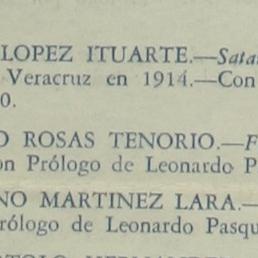 LOPEZ ITUARTE.—Sata
Veracruz en 1914.—Con
0.
O ROSAS TENORIO.—F
on Prólogo de Leonardo P
NO MARTINEZ LARA.—
rólogo de Leonardo Pasqu